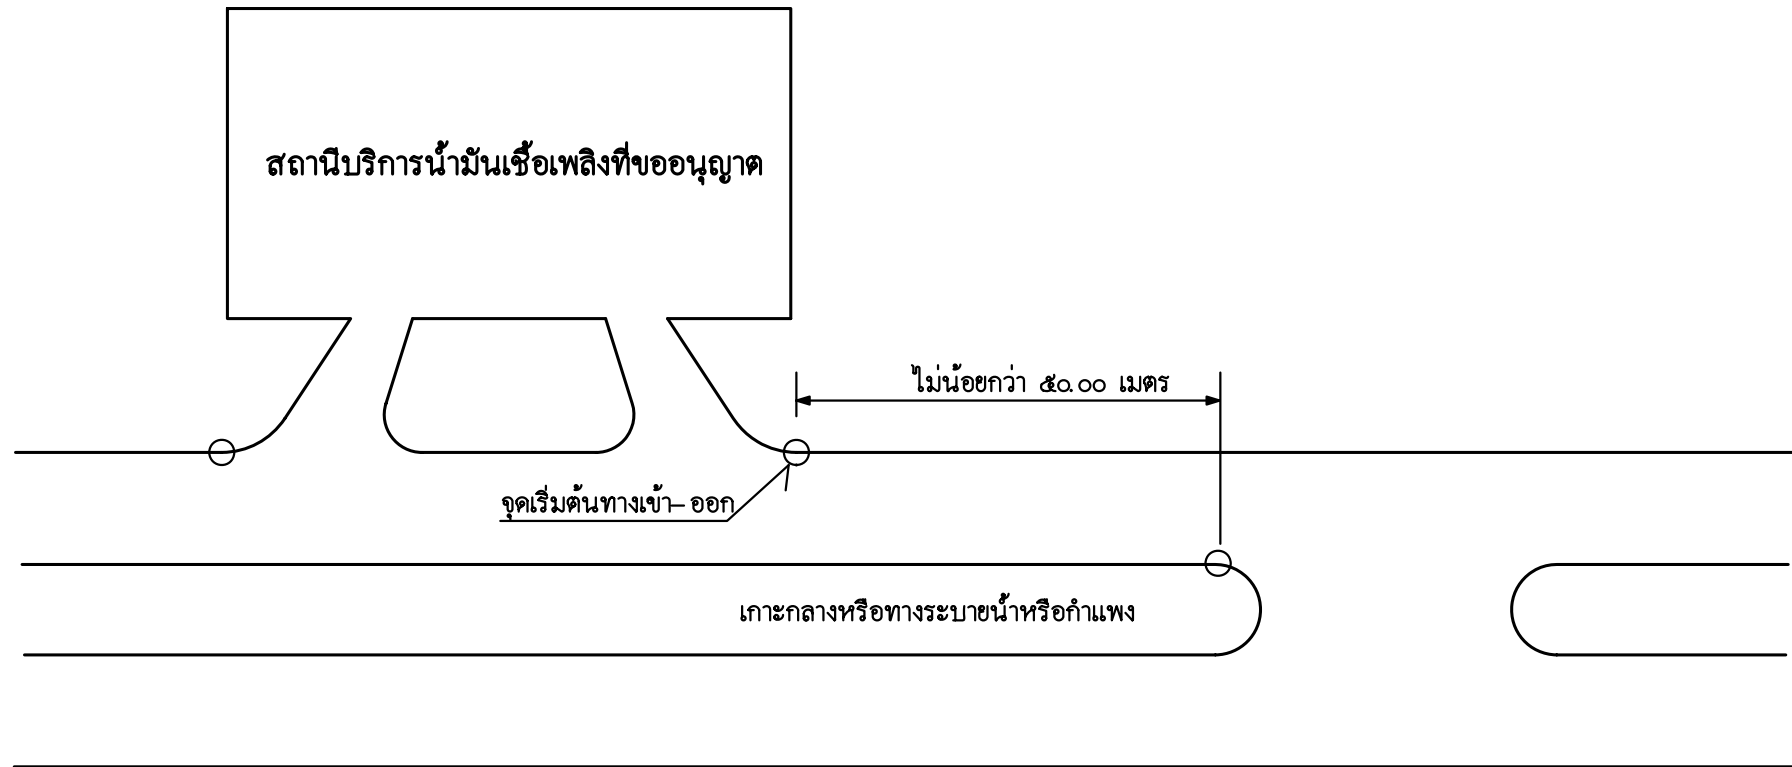 สถานีบริการน้ำมันเชื้อเพลิงที่ขออนุญาต
ไม่น้อยกว่า ๕๐.๐๐ เมตร
จุดเริ่มต้นทางเข้า-ออก
เกาะกลางหรือทางระบายน้ำหรือกำแพง